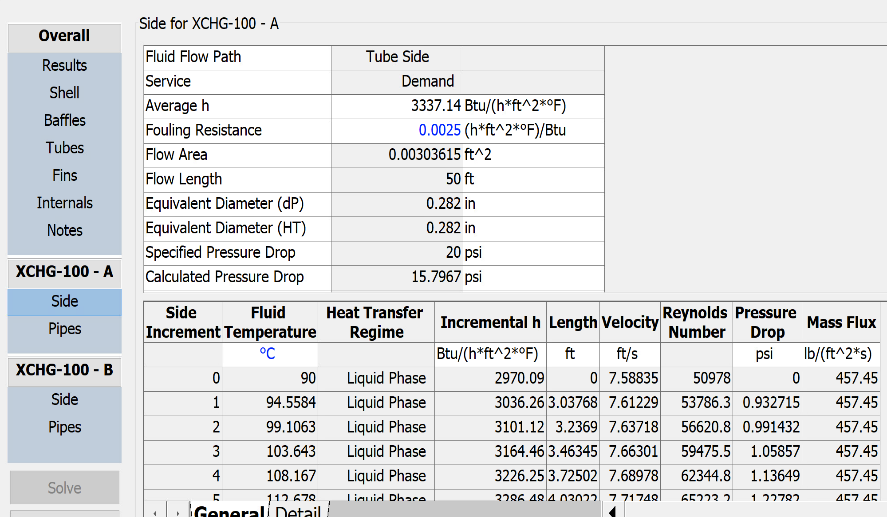 Side for XCHG-100 - A
Overall
Results
Shell
Baffles
Tubes
Fins
Internals
Notes
XCHG-100 - A
Side
Pipes
XCHG-100 - B
Side
Pipes
Solve
Fluid Flow Path Tube Side
Service Demand
Average h 3337.14 Btu/(h*ft^2*ºF)
Fouling Resistance 0.0025 (h*ft^2*ºF)/Btu
Flow Area 0.00303615 ft^2
Flow Length 50 ft
Equivalent Diameter (dP) 0.282 in
Equivalent Diameter (HT) 0.282 in
Specified Pressure Drop 20 psi
Calculated Pressure Drop 15.7967 psi
Side Fluid Heat Transfer Incremental h Length Velocity Reynolds Pressure Mass Flux
Increment Temperature Regime Number Drop
ºC Btu/(h*ft^2*ºF) ft ft/s psi lb/(ft^2*s)
0 90 Liquid Phase 2970.09 0 7.58835 50978 0 457.45
1 94.5584 Liquid Phase 3036.26 3.03768 7.61229 53786.3 0.932715 457.45
2 99.1063 Liquid Phase 3101.12 3.2369 7.63718 56620.8 0.991432 457.45
3 103.643 Liquid Phase 3164.46 3.46345 7.66301 59475.5 1.05857 457.45
4 108.167 Liquid Phase 3226.25 3.72502 7.68978 62344.8 1.13649 457.45
5 112.678 Liquid Phase 3286.48 4.03022 7.71748 65223.2 1.22782 457.45
General Detail